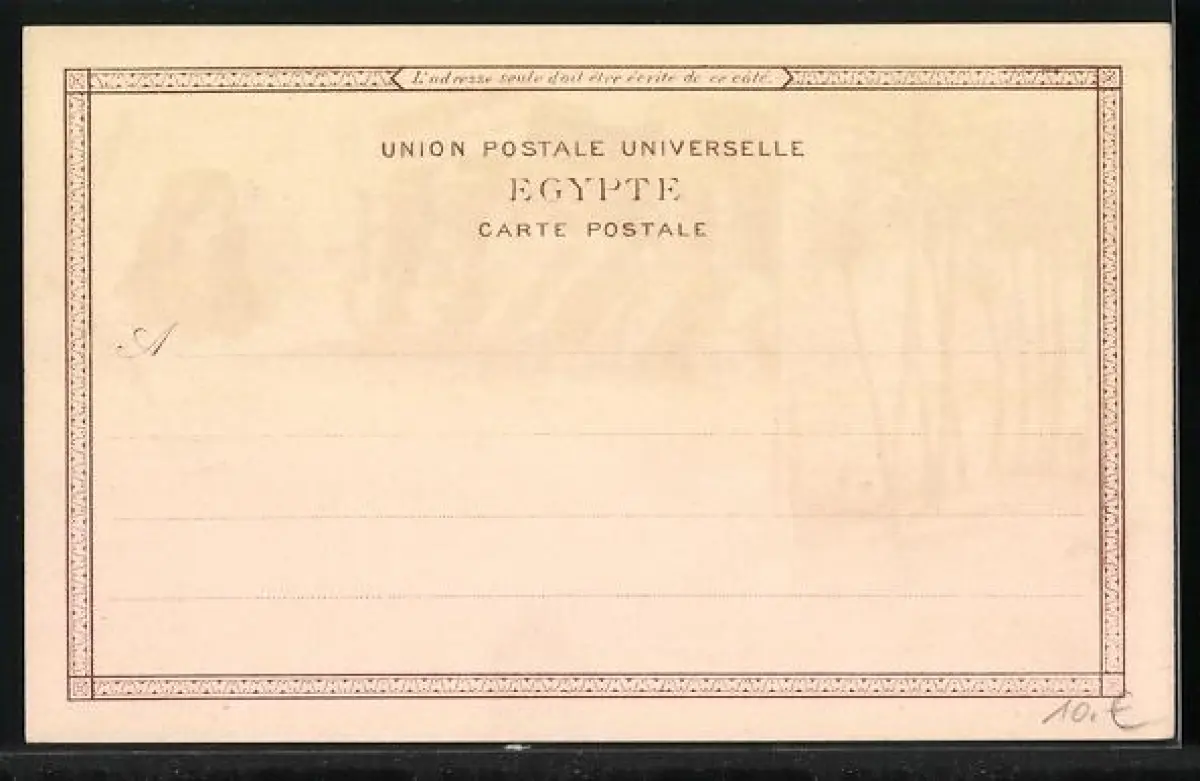 L'adresse seule doit être écrite de ce côté.
UNION POSTALE UNIVERSELLE
EGYPTE
CARTE POSTALE
A
10.€